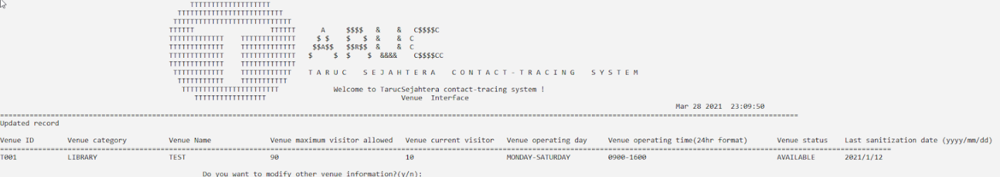 TTTTTTTTTTTTTTTTTTT
TTTTTTTTTTTTTTTTTTTTTTTTT
TTTTTTTTTTTTTTTTTTTTTTTTTTTT
TTTTTT                  TTTTTT      A     $$$$   &    &   C$$$$C
TTTTTTTTTTTTT    TTTTTTTTTTTTT     $ $    $   $  &    &  C
TTTTTTTTTTTTT    TTTTTTTTTTTTT    $$A$$   $$R$$  &    &  C
TTTTTTTTTTTTT    TTTTTTTTTTTTT   $     $  $    $  &&&&    C$$$$CC
TTTTTTTTTTTTT    TTTTTTTTTTTTT
TTTTTTTTTTTT    TTTTTTTTTTTT    T A R U C   S E J A H T E R A   C O N T A C T - T R A C I N G   S Y S T E M
TTTTTTTTTTT    TTTTTTTTTTT
TTTTTTTTTTTTTTTTTTTTTTT             Welcome to TarucSejahtera contact-tracing system !
TTTTTTTTTTTTTTTTT                                Venue  Interface
Mar 28 2021  23:09:50
Updated record
Venue ID        Venue category          Venue Name              Venue maximum visitor allowed   Venue current visitor   Venue operating day     Venue operating time(24hr format)       Venue status    Last sanitization date (yyyy/mm/dd)
T001            LIBRARY                 TEST                    90                              10                      MONDAY-SATURDAY         0900-1600                               AVAILABLE       2021/1/12
Do you want to modify other venue information?(y/n):